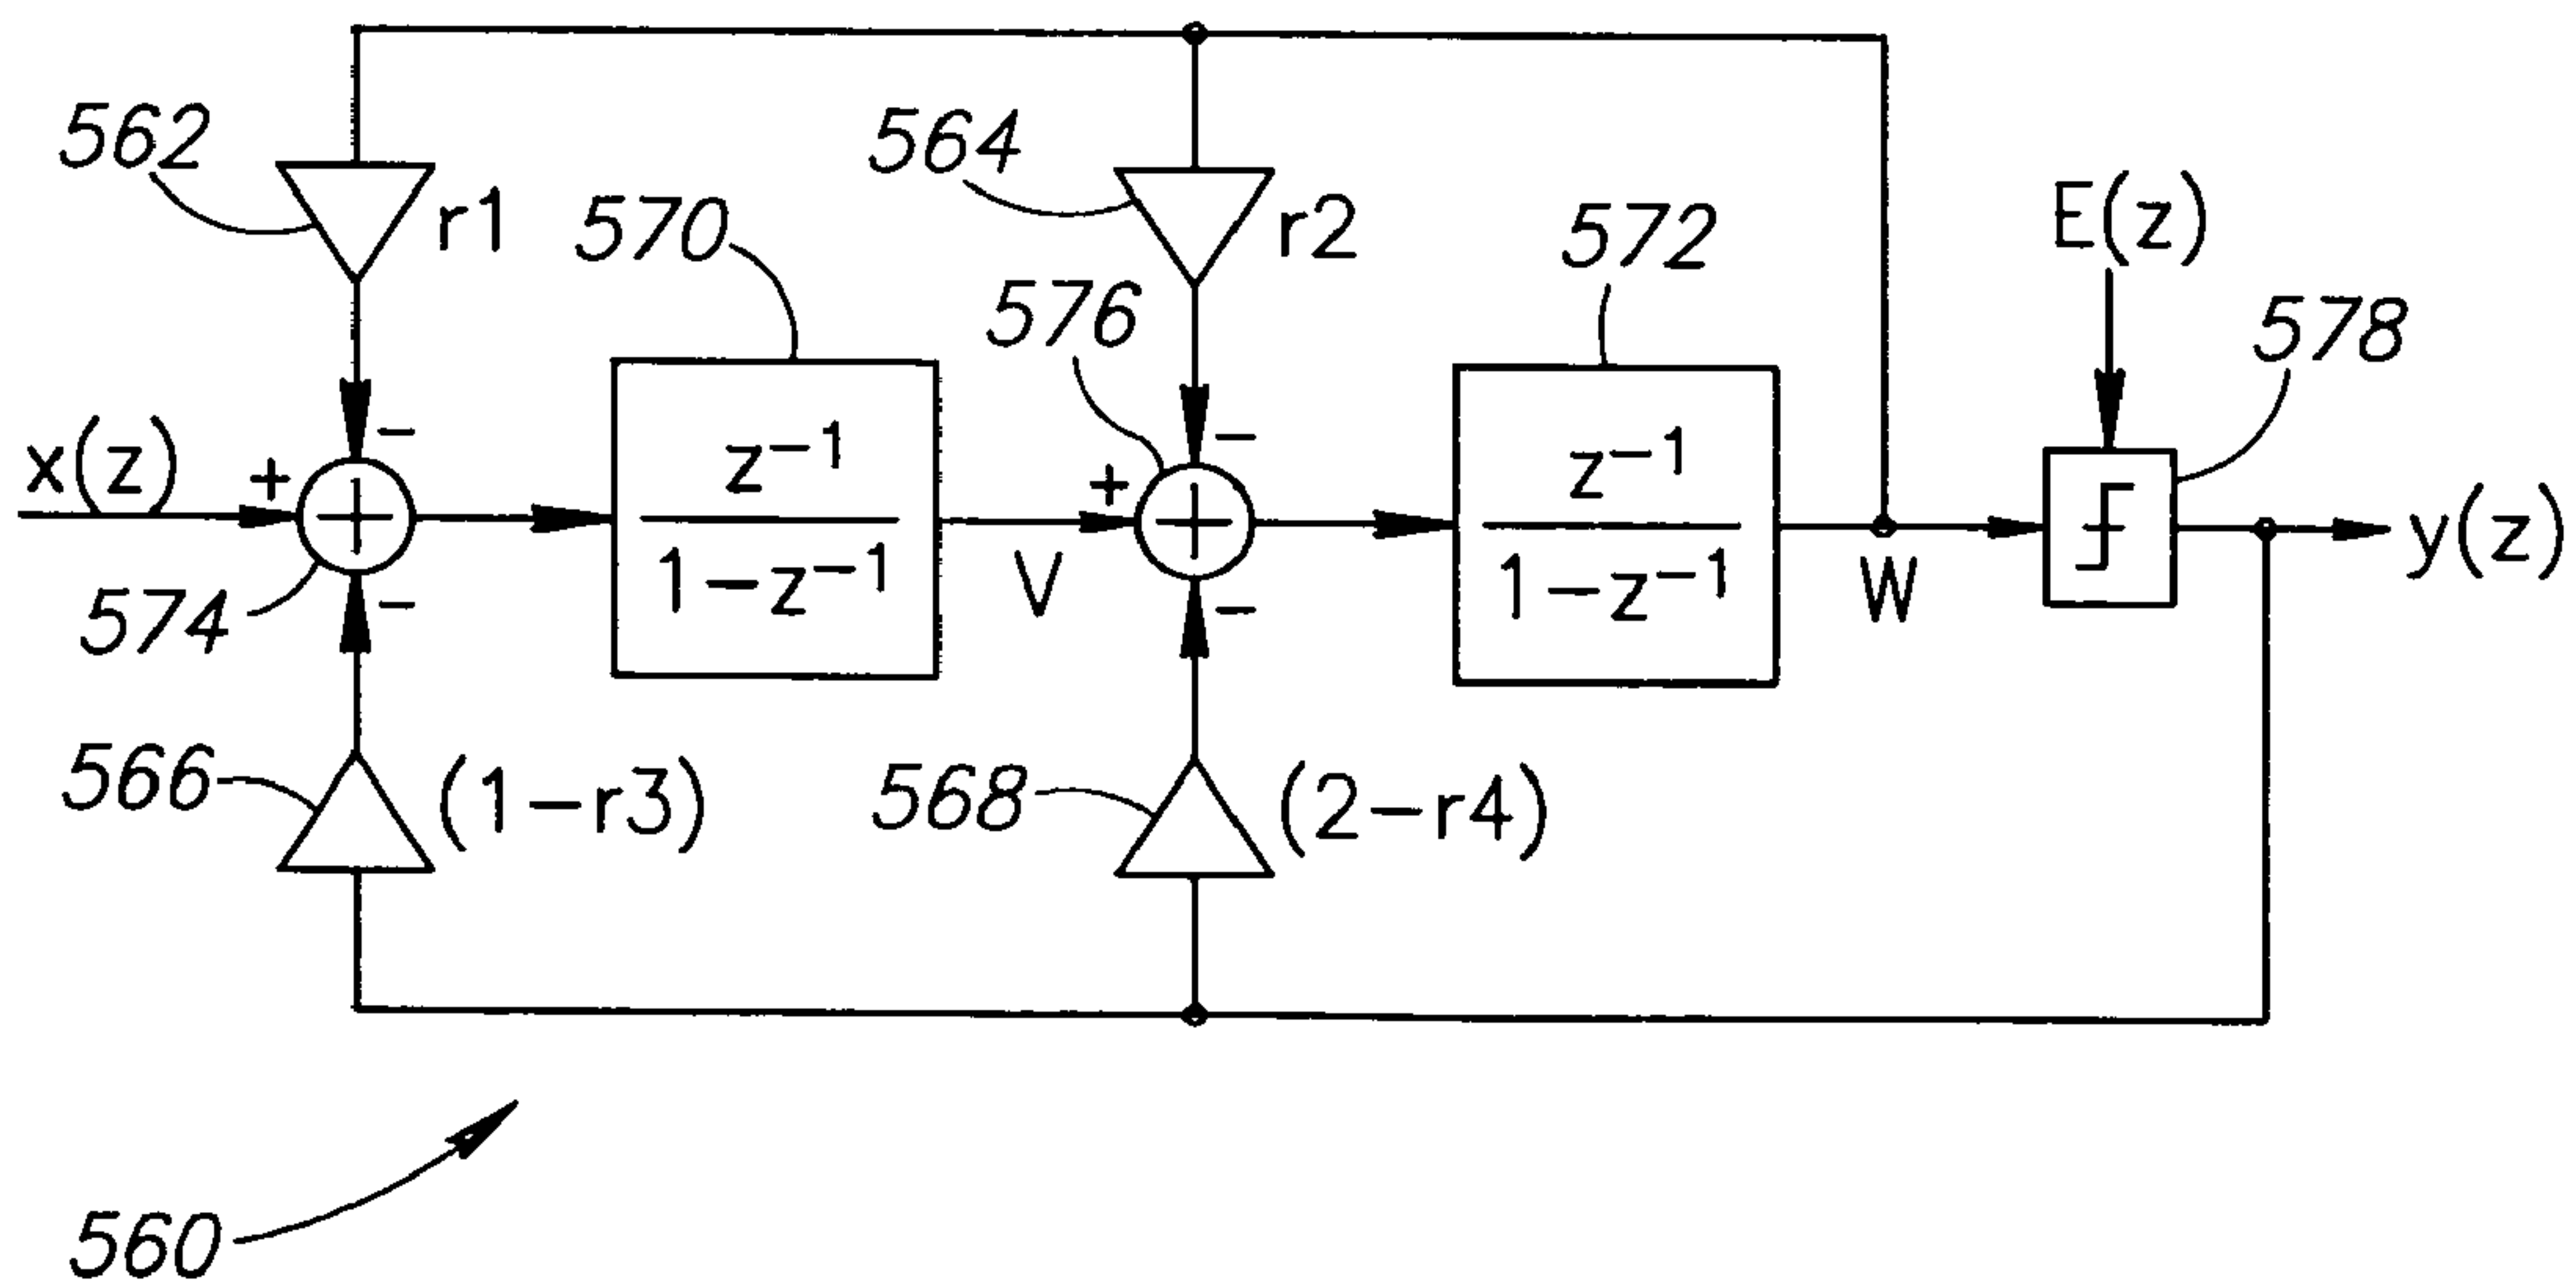 562
r1
564
r2
570
572
E(z)
576
578
x(z)
+
-
z⁻¹
1-z⁻¹
+
-
z⁻¹
1-z⁻¹
y(z)
574
-
V
-
W
566
(1-r3)
568
(2-r4)
560